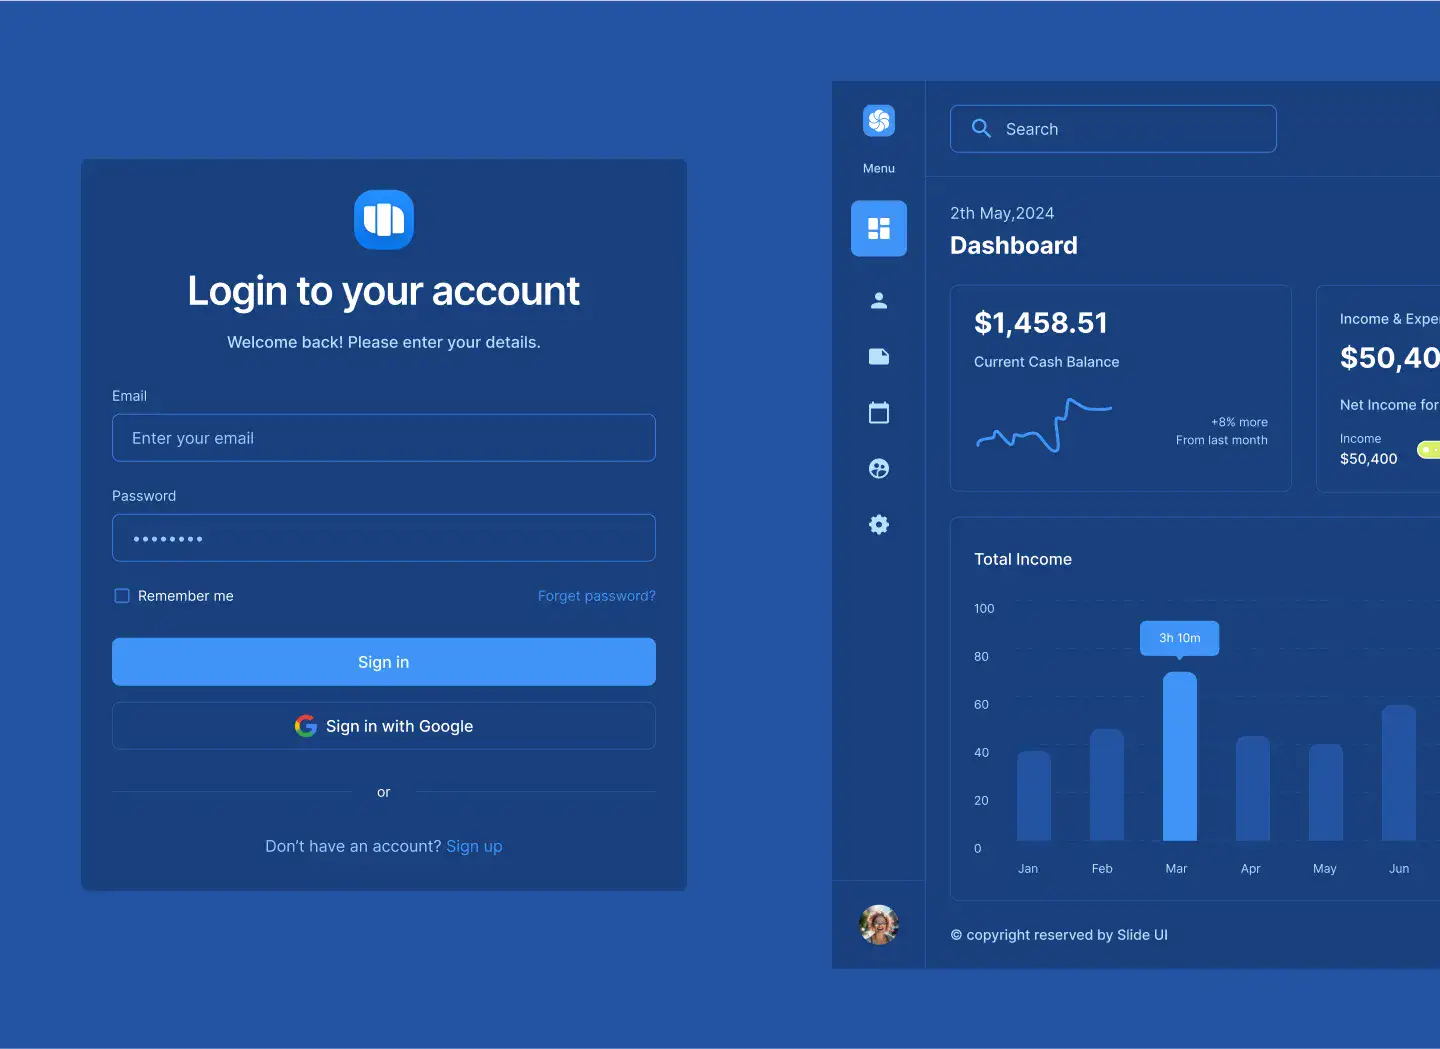 Login to your account
Welcome back! Please enter your details.
Email
Enter your email
Password
Remember me
Forget password?
Sign in
Sign in with Google
or
Don’t have an account? Sign up
Menu
Search
2th May,2024
Dashboard
$1,458.51
Current Cash Balance
+8% more
From last month
Income & Expe
$50,40
Net Income for
Income
$50,400
Total Income
100
80
60
40
20
0
3h 10m
Jan Feb Mar Apr May Jun
© copyright reserved by Slide UI